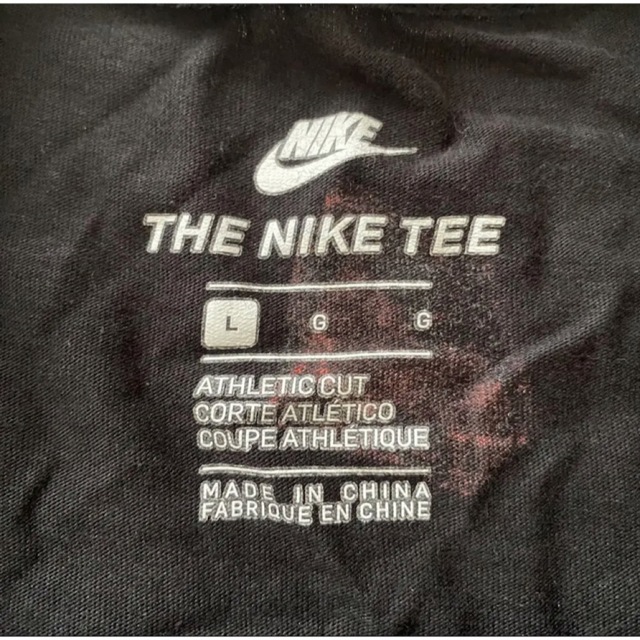 NIKE
THE NIKE TEE
L G G
ATHLETIC CUT
CORTE ATLÉTICO
COUPE ATHLÉTIQUE
MADE IN CHINA
FABRIQUE EN CHINE